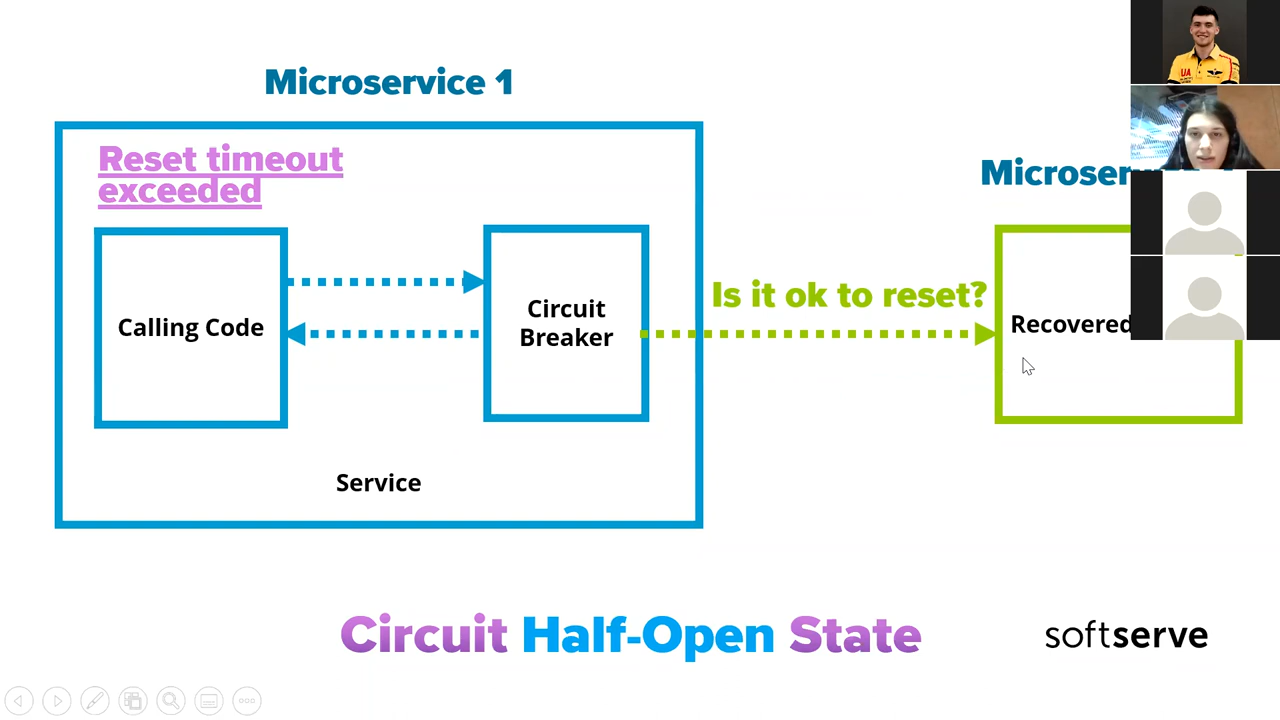 Microservice 1
Reset timeout
exceeded
Calling Code
Circuit
Breaker
Service
Is it ok to reset?
Recovered
Circuit Half-Open State
softserve
UA